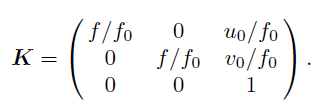 f/f₀ 0 u₀/f₀
K = ( 0 f/f₀ v₀/f₀ ) .
0 0 1